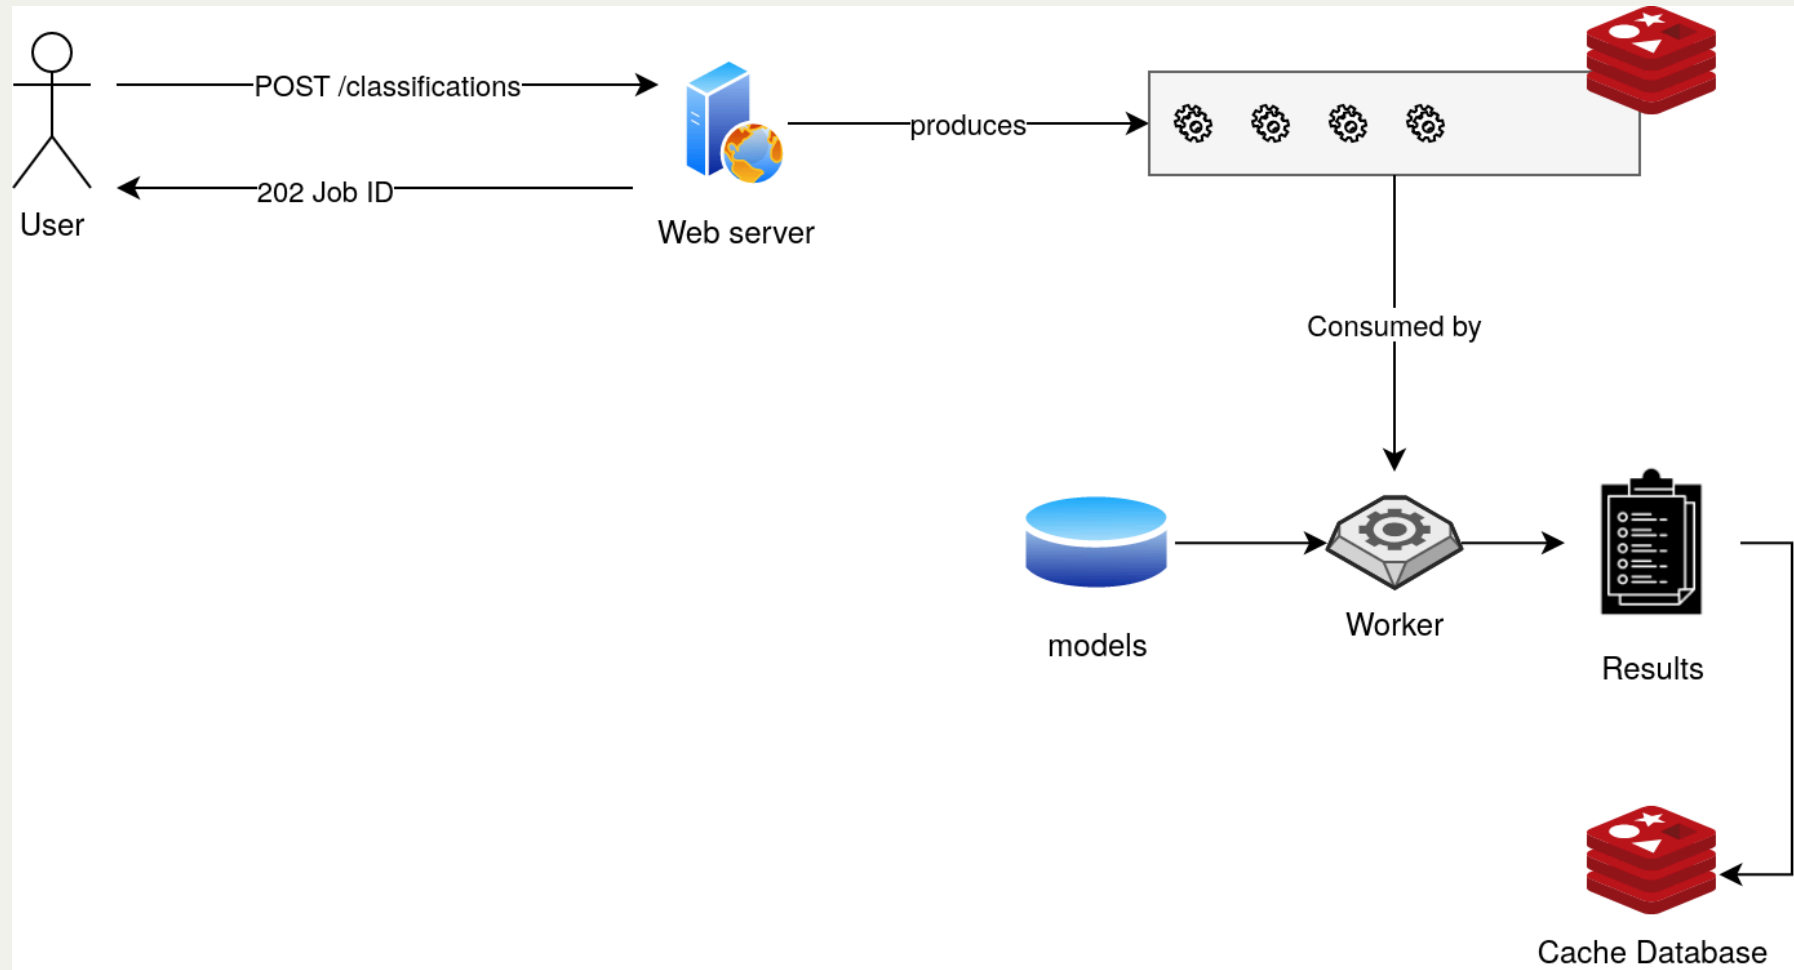 POST /classifications
produces
202 Job ID
User
Web server
Consumed by
models
Worker
Results
Cache Database